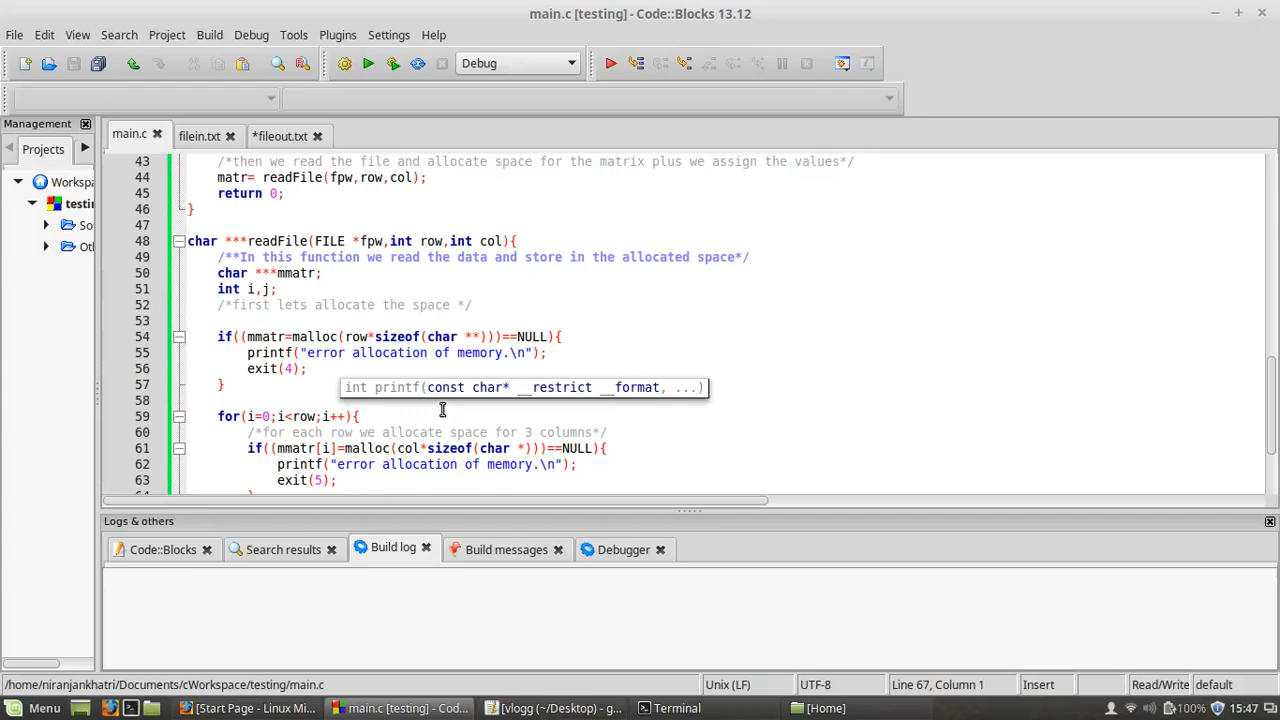 main.c [testing] - Code::Blocks 13.12
File Edit View Search Project Build Debug Tools Plugins Settings Help
Debug
Management
main.c filein.txt *fileout.txt
Projects
Workspa
testin
So
Oth
43 /*then we read the file and allocate space for the matrix plus we assign the values*/
44 matr= readFile(fpw,row,col);
45 return 0;
46 }
47
48 char ***readFile(FILE *fpw,int row,int col){
49 /**In this function we read the data and store in the allocated space*/
50 char ***mmatr;
51 int i,j;
52 /*first lets allocate the space */
53
54 if((mmatr=malloc(row*sizeof(char **)))==NULL){
55 printf("error allocation of memory.\n");
56 exit(4);
57 }
int printf(const char* __restrict __format, ...)
58
59 for(i=0;i<row;i++){
60 /*for each row we allocate space for 3 columns*/
61 if((mmatr[i]=malloc(col*sizeof(char *)))==NULL){
62 printf("error allocation of memory.\n");
63 exit(5);
Logs & others
Code::Blocks Search results Build log Build messages Debugger
/home/niranjankhatri/Documents/cWorkspace/testing/main.c Unix (LF) UTF-8 Line 67, Column 1 Insert Read/Write default
Menu [Start Page - Linux Mi... main.c [testing] - Cod... [vlogg (~/Desktop) - g... Terminal [Home] 100% 15:47